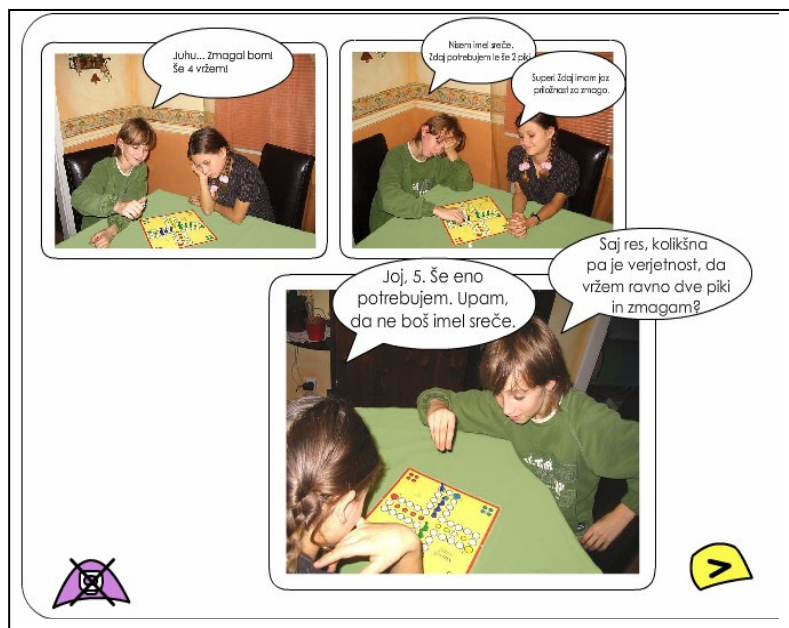 Juhu... Zmagal bom!
Še 4 vržem!
Nisem imel sreče.
Zdaj potrebujem le še 2 piki.
Super! Zdaj imam jaz
priložnost za zmago.
Joj, 5. Še eno
potrebujem. Upam,
da ne boš imel sreče.
Saj res, kolikšna
pa je verjetnost, da
vržem ravno dve piki
in zmagam?
>